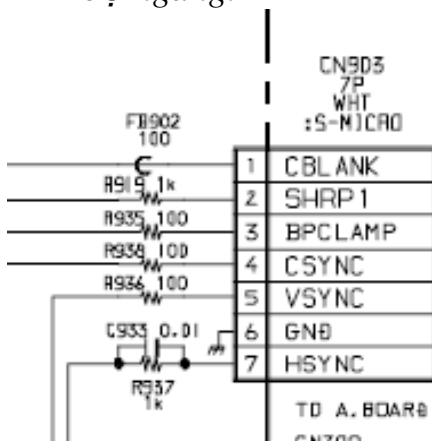 CN903
7P
WHT
:S-MICRO
FB902
100
1 CBLANK
R919 1k
2 SHRP1
R935 100
3 BPCLAMP
R938 100
4 CSYNC
R936 100
5 VSYNC
C933 0.01
6 GND
7 HSYNC
R937
1k
TO A.BOARD